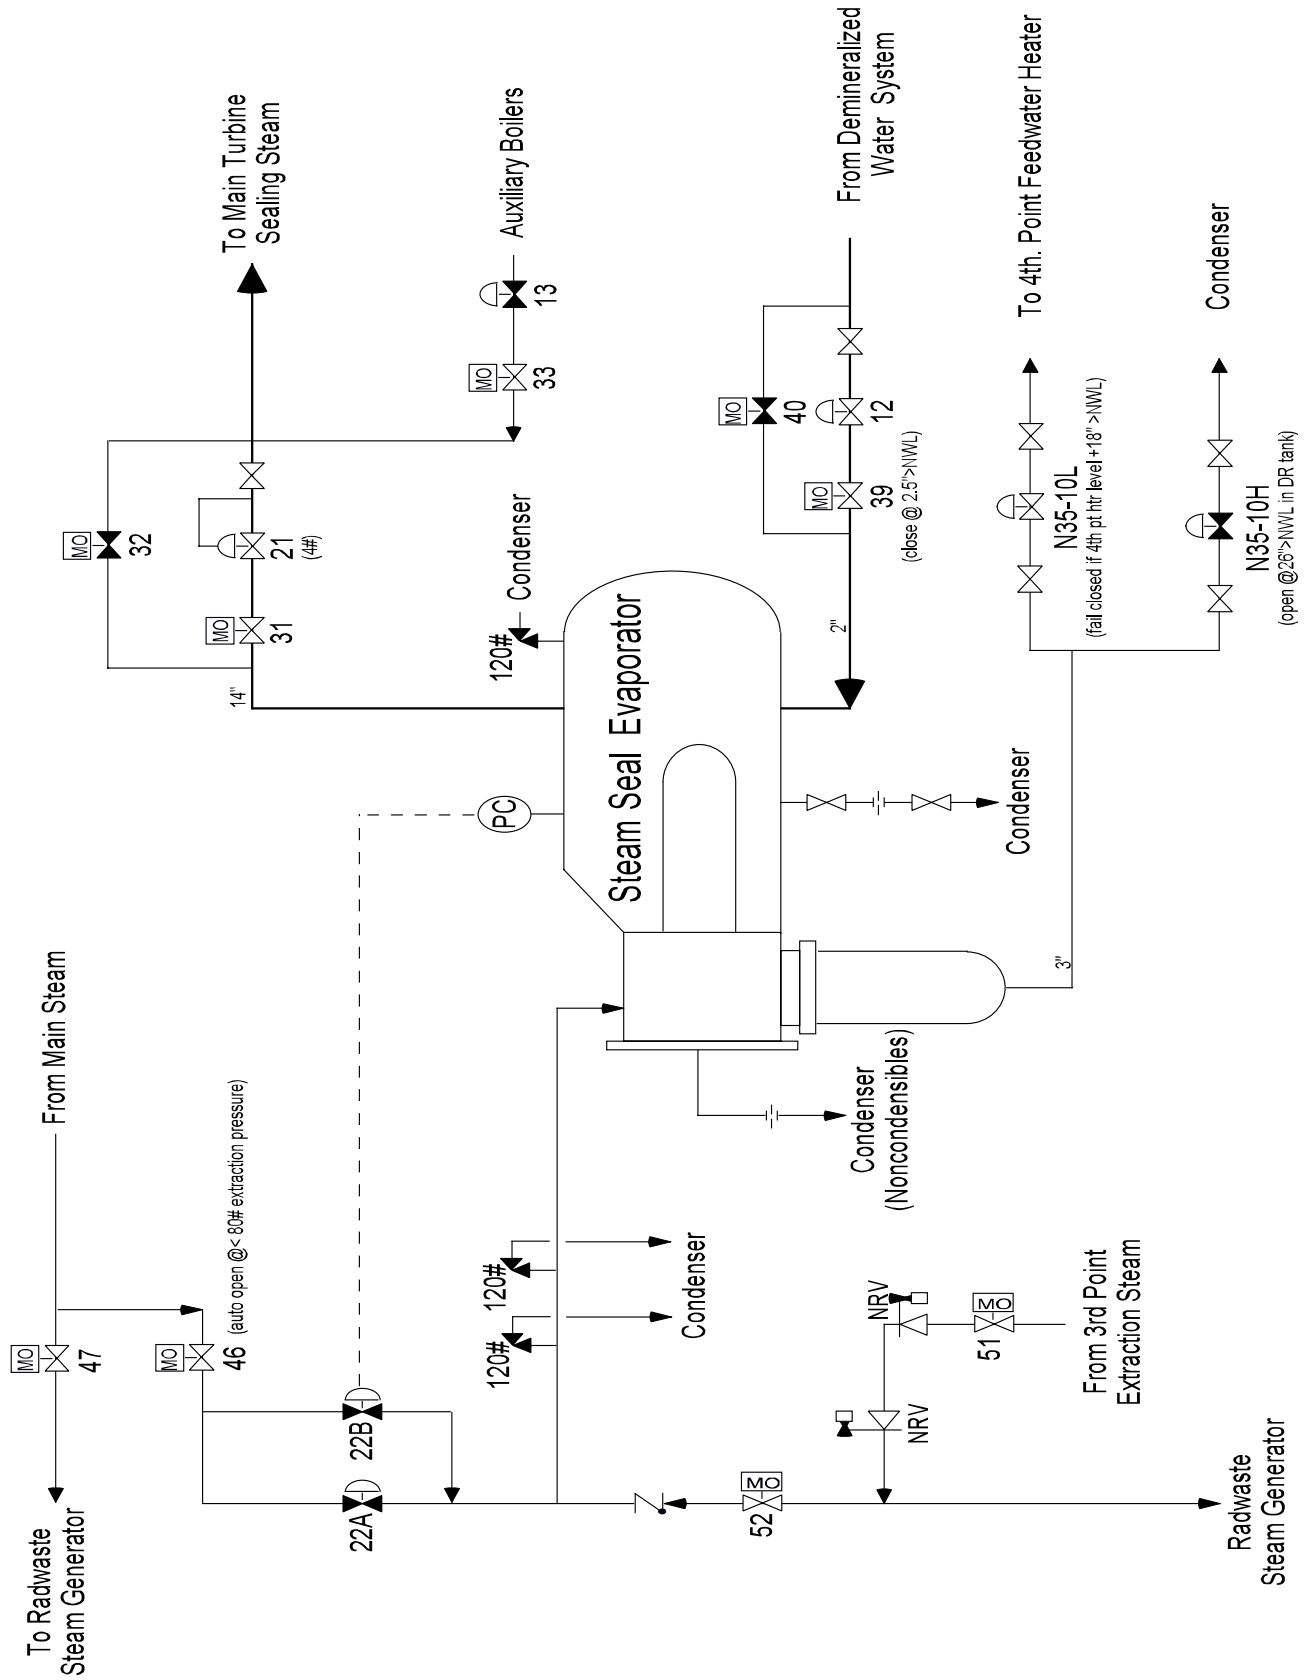 To Radwaste
Steam Generator
MO
47
From Main Steam
MO
46
(auto open @< 80# extraction pressure)
22A
22B
PC
14"
MO
31
21
(4#)
MO
32
To Main Turbine
Sealing Steam
MO
33
13
Auxiliary Boilers
120#
120#
Condenser
120#
Condenser
Steam Seal Evaporator
2"
MO
39
(close @ 2.5">NWL)
12
MO
40
From Demineralized
Water System
52
MO
NRV
NRV
51
MO
From 3rd Point
Extraction Steam
Radwaste
Steam Generator
Condenser
(Noncondensibles)
Condenser
3"
N35-10L
(fail closed if 4th pt htr level +18" >NWL)
To 4th. Point Feedwater Heater
N35-10H
(open @26">NWL in DR tank)
Condenser